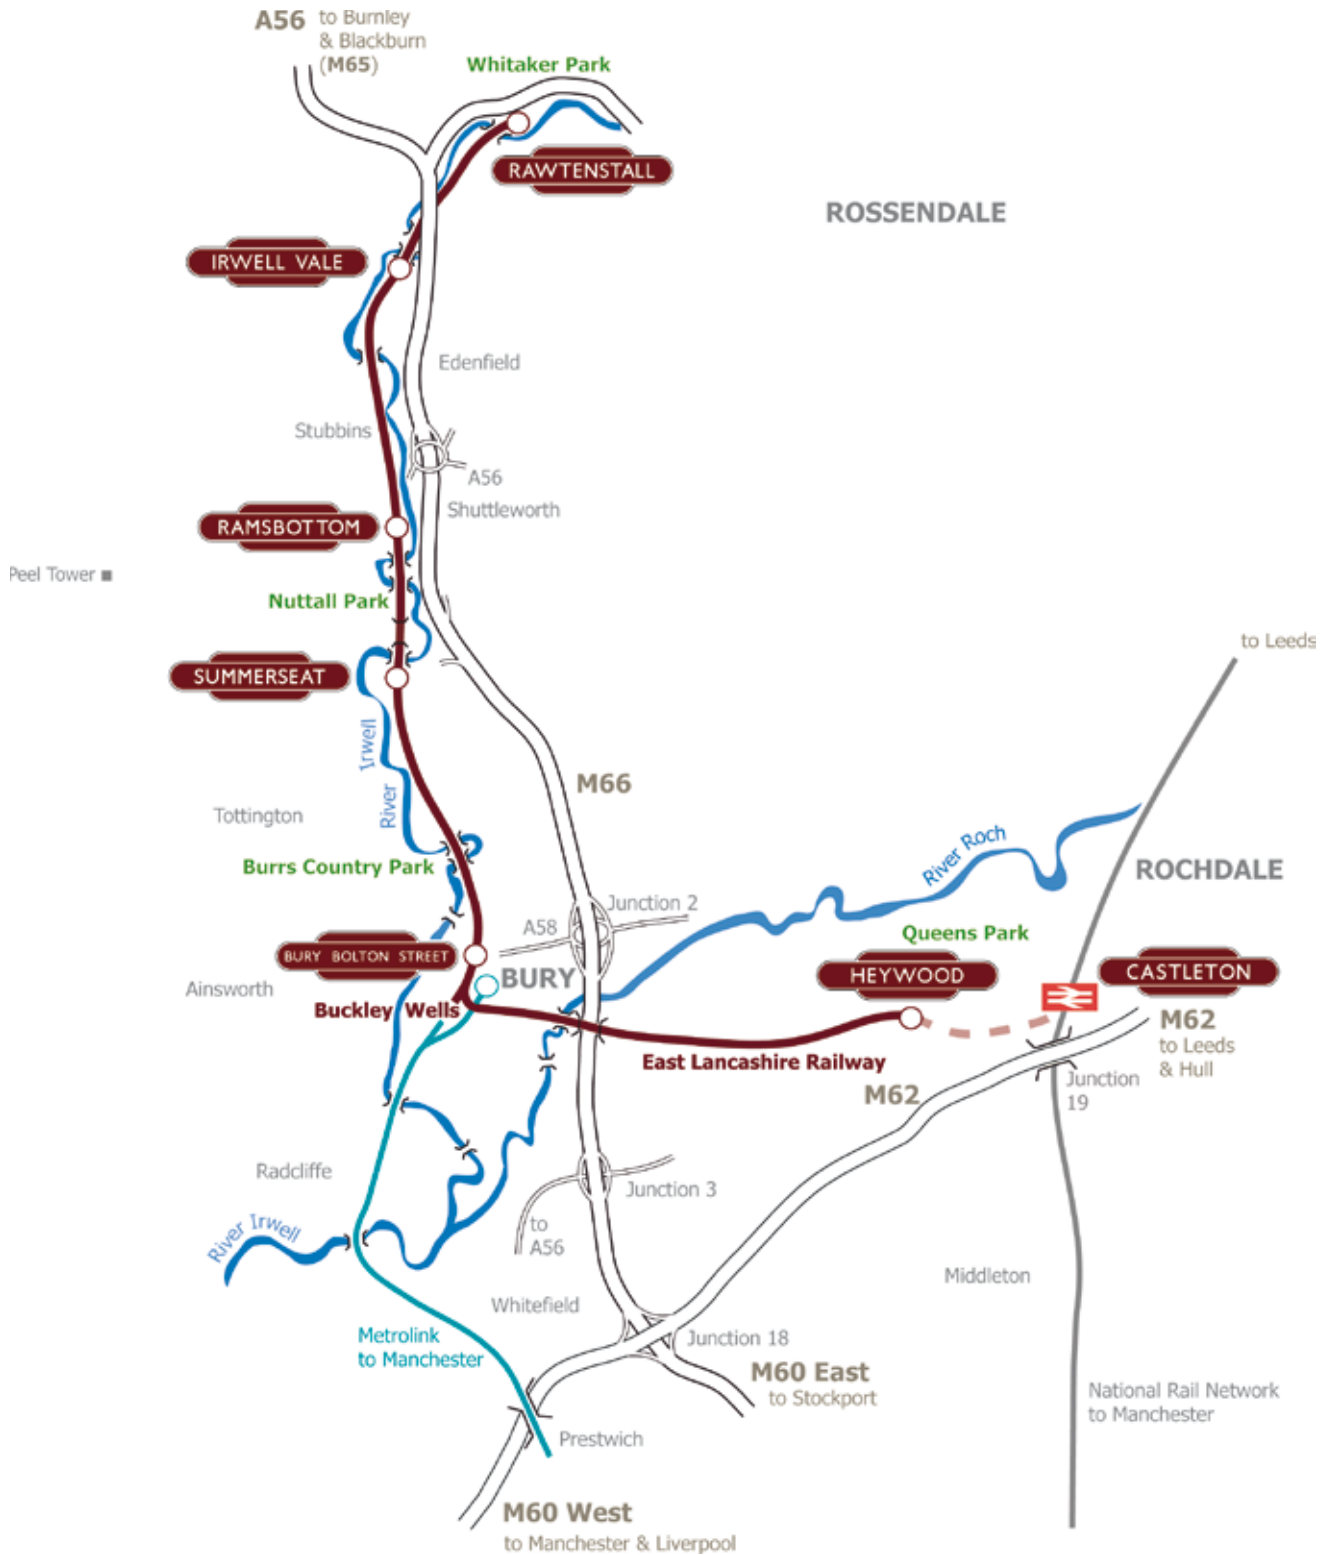 A56
to Burnley
& Blackburn
(M65)
Whitaker Park
RAWTENSTALL
ROSSENDALE
IRWELL VALE
Edenfield
Stubbins
A56
Shuttleworth
RAMSBOTTOM
Peel Tower
Nuttall Park
to Leeds
SUMMERSEAT
Irwell
River
M66
Tottington
River Roch
Burrs Country Park
ROCHDALE
Junction 2
A58
Queens Park
BURY BOLTON STREET
BURY
HEYWOOD
CASTLETON
Ainsworth
Buckley Wells
M62
to Leeds
& Hull
East Lancashire Railway
M62
Junction
19
Radcliffe
Junction 3
River Irwell
to
A56
Middleton
Whitefield
Metrolink
to Manchester
Junction 18
M60 East
to Stockport
National Rail Network
to Manchester
Prestwich
M60 West
to Manchester & Liverpool